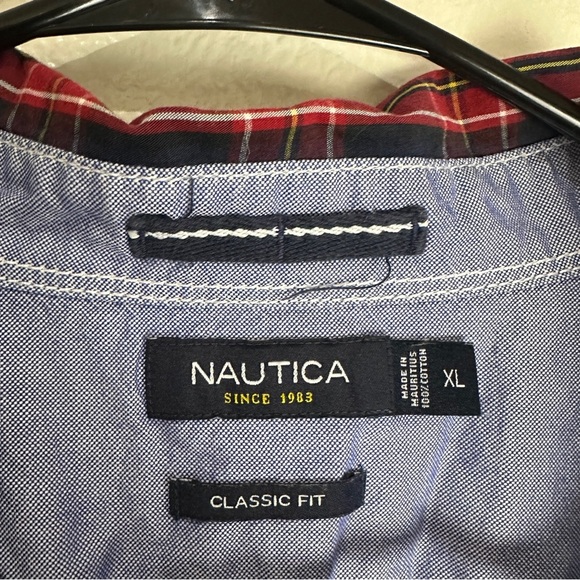 NAUTICA
SINCE 1983
MADE IN
MAURITIUS
100% COTTON
XL
CLASSIC FIT